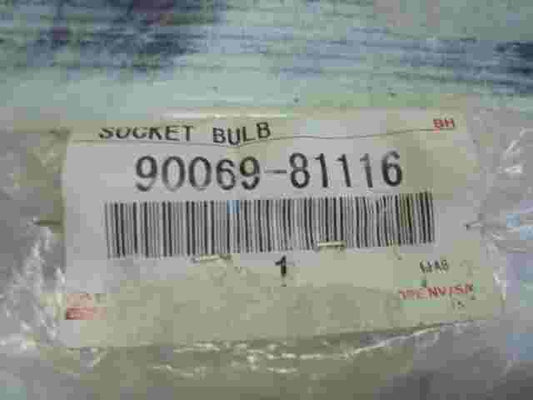 SOCKET BULB
BH
90069-81116
1